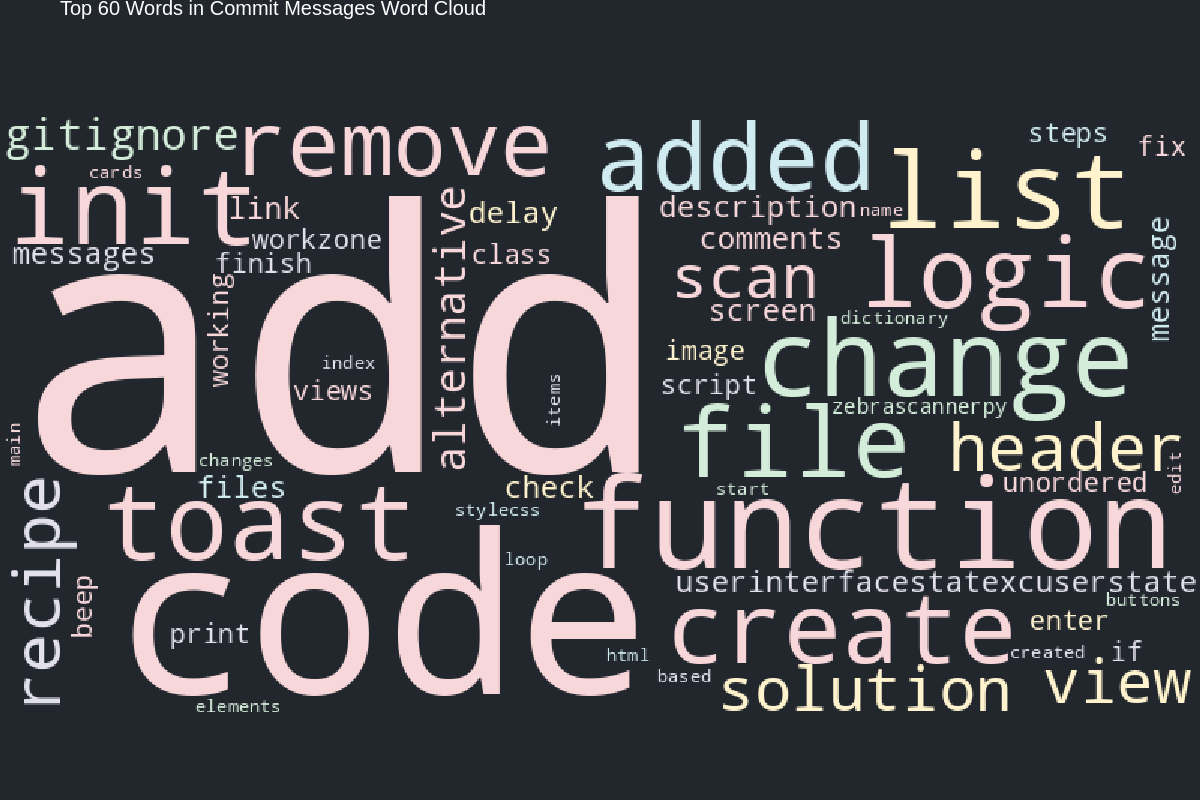 Top 60 Words in Commit Messages Word Cloud
gitignore
remove
added
steps
fix
cards
init
list
link
description
name
delay
alternative
workzone
comments
messages
class
finish
logic
message
scan
working
screen
dictionary
add
index
image
change
views
script
items
zebrascannerpy
main
file
header
changes
edit
files
check
unordered
start
recipe
toast
stylecss
function
loop
beep
code
userinterfacestatexcuserstate
buttons
print
create
enter
html
created
if
based
solution
view
elements